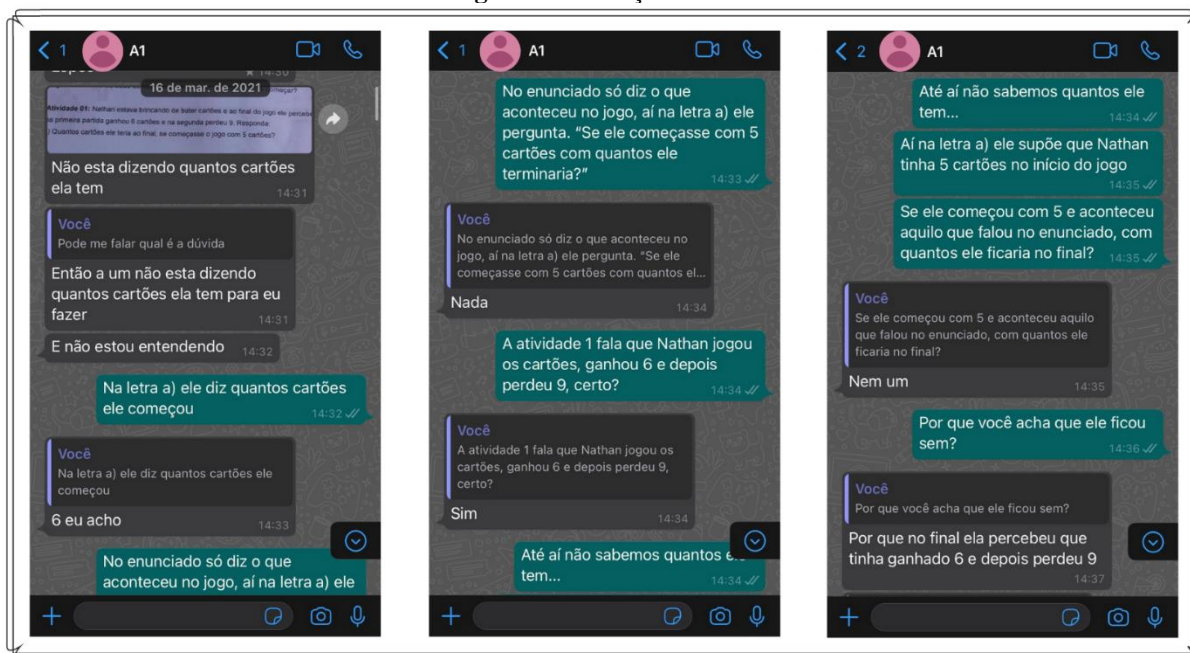 1 A1
16 de mar. de 2021
Atividade 01: Nathan estava brincando de bater cartões e ao final do jogo ele percebe
na primeira partida ganhou 6 cartões e na segunda perdeu 9. Responda:
Quantos cartões ele teria ao final, se começasse o jogo com 5 cartões?
Não esta dizendo quantos cartões
ela tem
14:31
Você
Pode me falar qual é a dúvida
Então a um não esta dizendo
quantos cartões ela tem para eu
fazer
14:31
E não estou entendendo 14:32
Na letra a) ele diz quantos cartões
ele começou
14:32
Você
Na letra a) ele diz quantos cartões ele
começou
6 eu acho
14:33
No enunciado só diz o que
aconteceu no jogo, aí na letra a) ele
1 A1
No enunciado só diz o que
aconteceu no jogo, aí na letra a) ele
pergunta. “Se ele começasse com 5
cartões com quantos ele
terminaria?”
14:33
Você
No enunciado só diz o que aconteceu no
jogo, aí na letra a) ele pergunta. “Se ele
começasse com 5 cartões com quantos el...
Nada
14:34
A atividade 1 fala que Nathan jogou
os cartões, ganhou 6 e depois
perdeu 9, certo?
14:34
Você
A atividade 1 fala que Nathan jogou os
cartões, ganhou 6 e depois perdeu 9,
certo?
Sim
14:34
Até aí não sabemos quantos
tem...
14:34
2 A1
Até aí não sabemos quantos ele
tem...
14:34
Aí na letra a) ele supõe que Nathan
tinha 5 cartões no início do jogo
14:35
Se ele começou com 5 e aconteceu
aquilo que falou no enunciado, com
quantos ele ficaria no final? 14:35
Você
Se ele começou com 5 e aconteceu aquilo
que falou no enunciado, com quantos ele
ficaria no final?
Nem um
14:35
Por que você acha que ele ficou
sem?
14:36
Você
Por que você acha que ele ficou sem?
Por que no final ela percebeu que
tinha ganhado 6 e depois perdeu 9
14:37